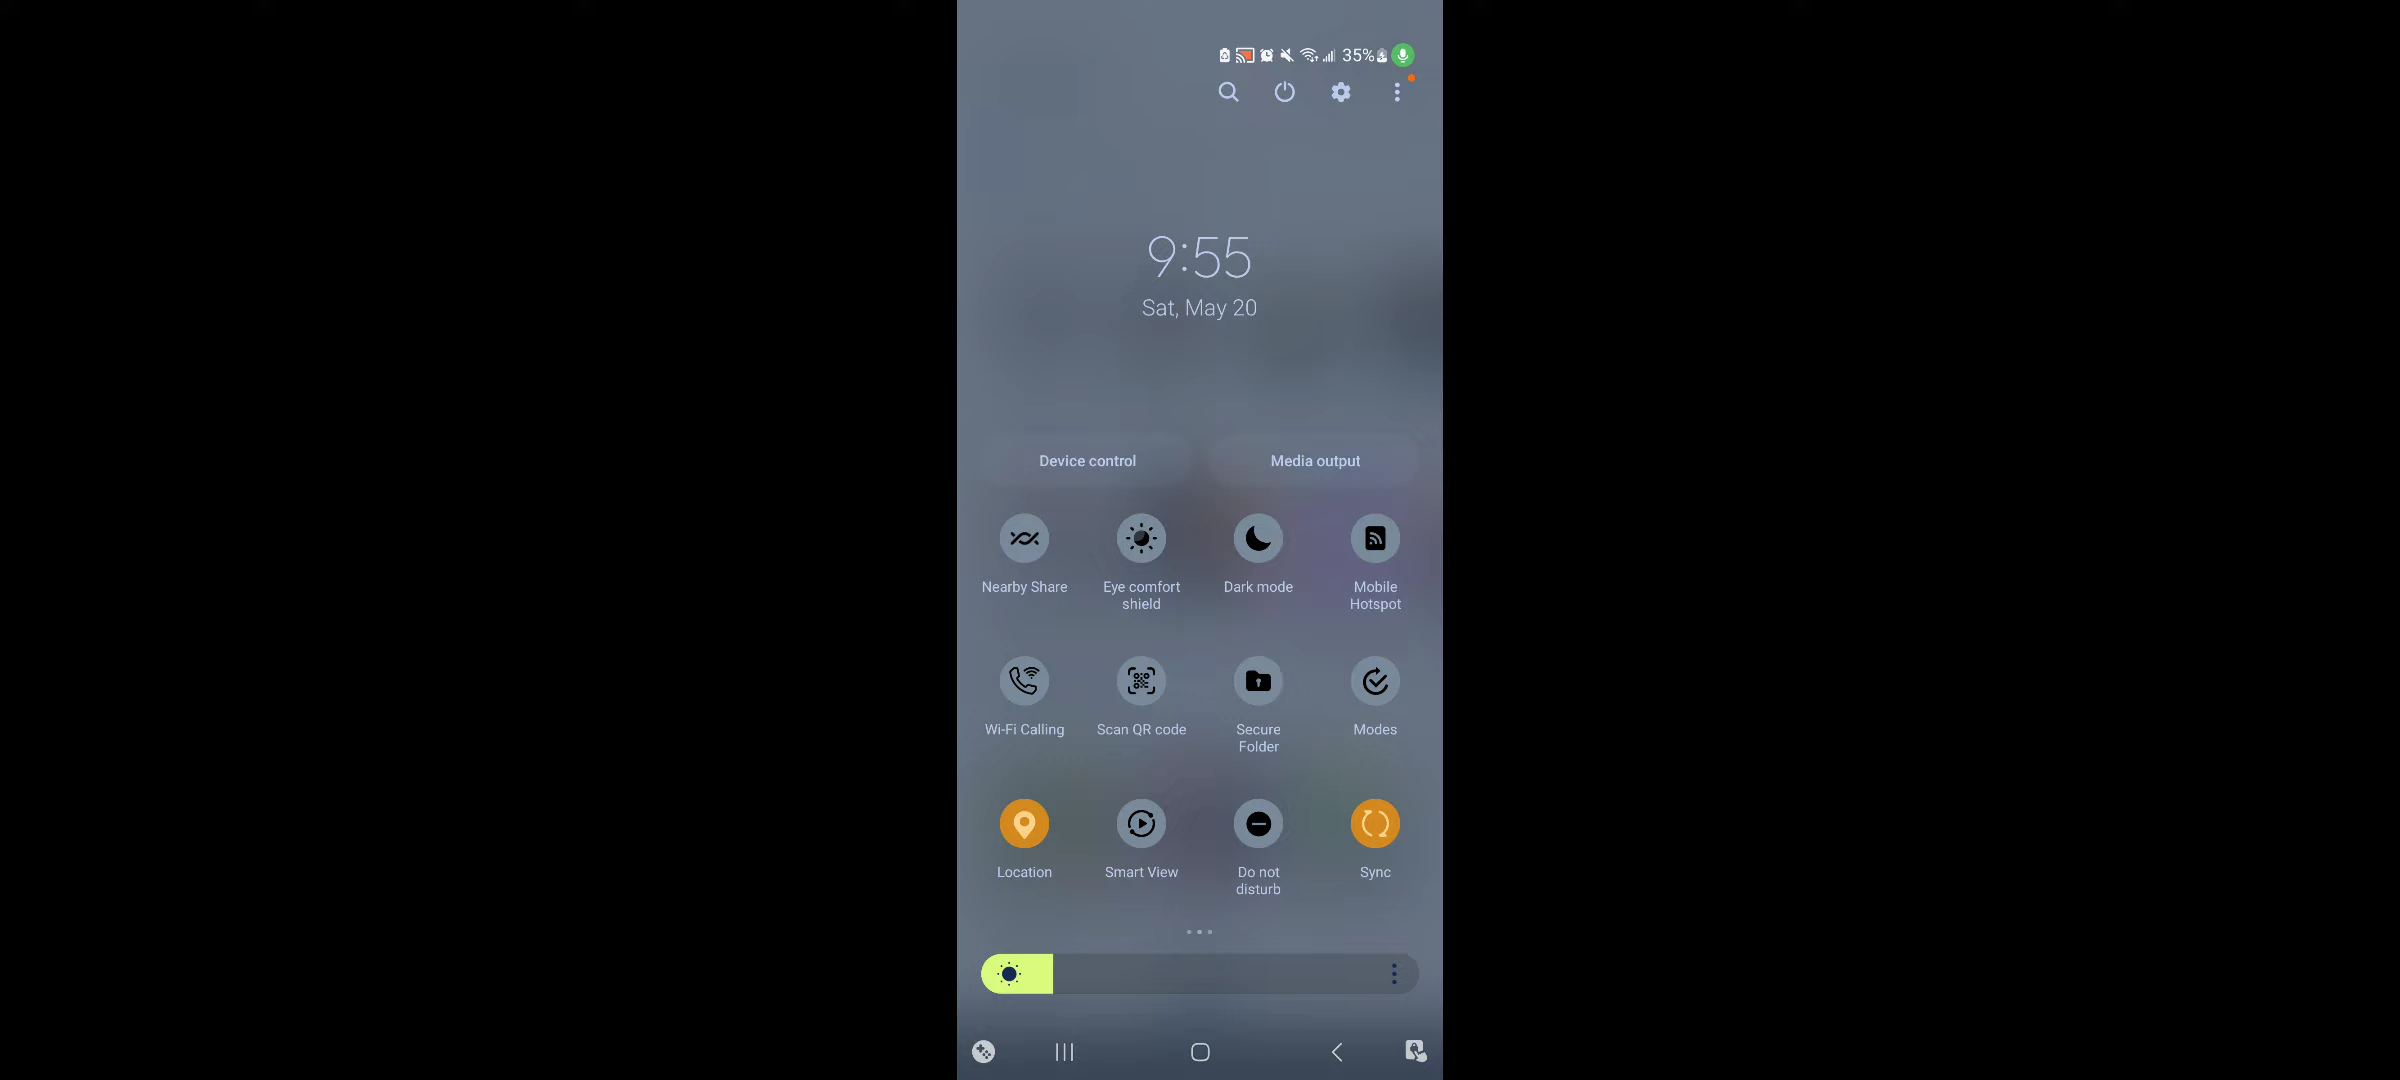 35%
9:55
Sat, May 20
Device control Media output
Nearby Share Eye comfort shield Dark mode Mobile Hotspot
Wi-Fi Calling Scan QR code Secure Folder Modes
Location Smart View Do not disturb Sync